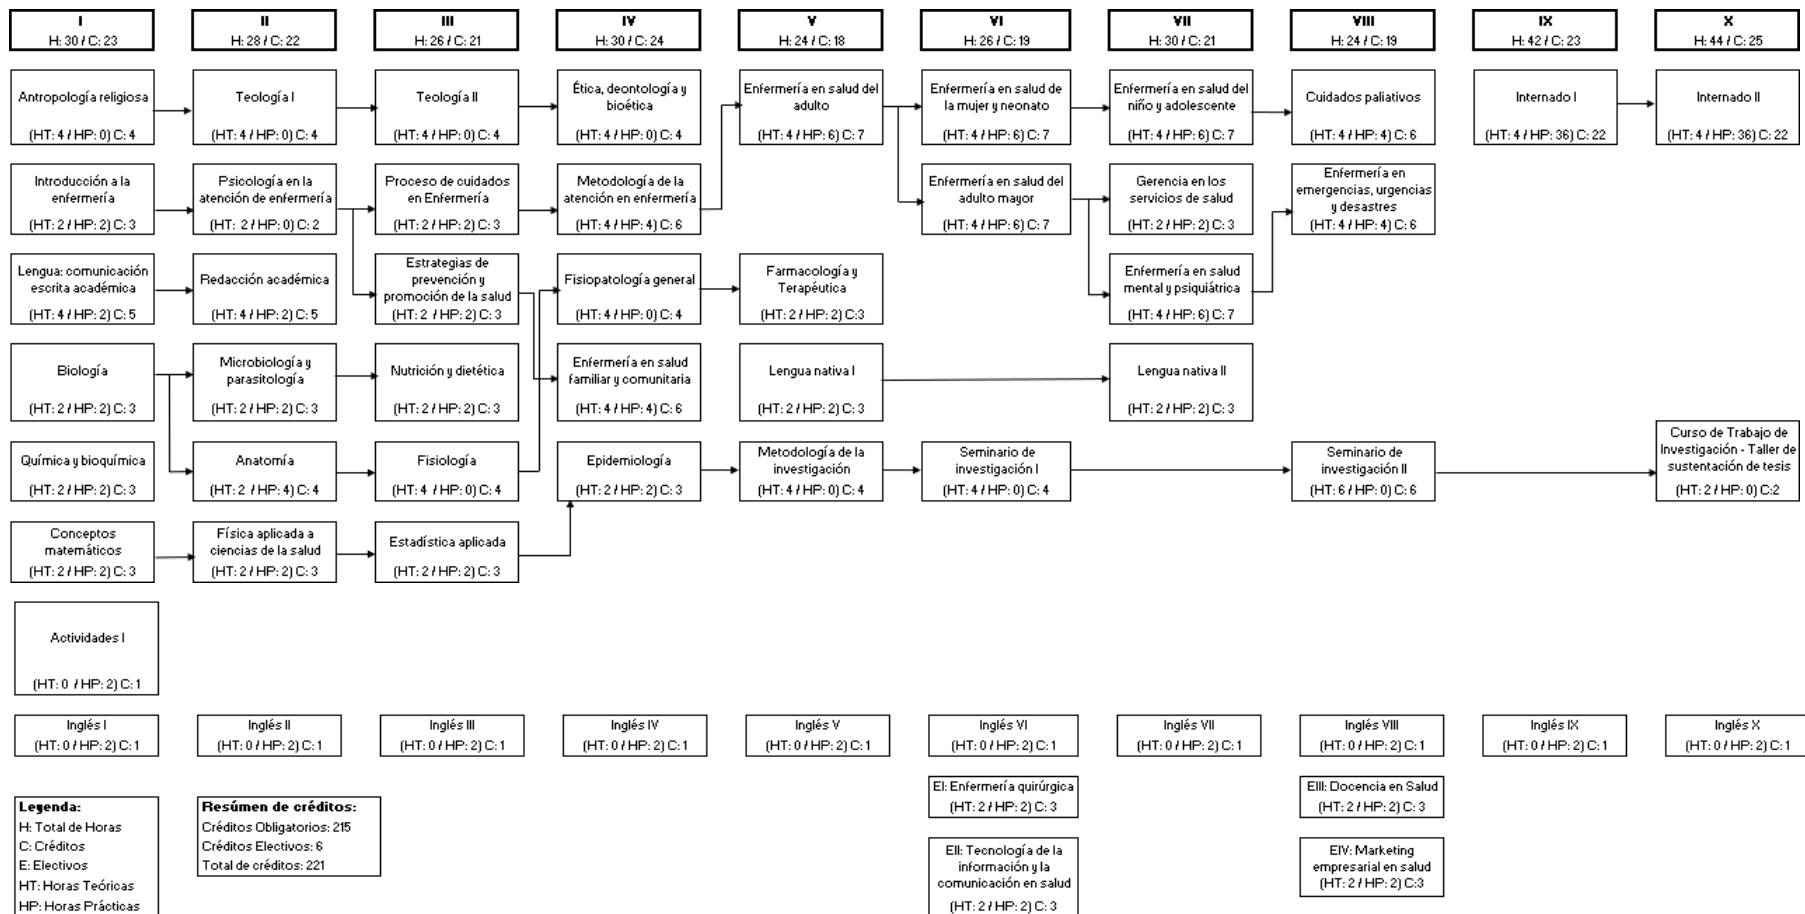 I
H: 30 / C: 23
II
H: 28 / C: 22
III
H: 26 / C: 21
IV
H: 30 / C: 24
V
H: 24 / C: 18
VI
H: 26 / C: 19
VII
H: 30 / C: 21
VIII
H: 24 / C: 19
IX
H: 42 / C: 23
X
H: 44 / C: 25
Antropología religiosa
(HT: 4 / HP: 0) C: 4
Teología I
(HT: 4 / HP: 0) C: 4
Teología II
(HT: 4 / HP: 0) C: 4
Ética, deontología y
bioética
(HT: 4 / HP: 0) C: 4
Enfermería en salud del
adulto
(HT: 4 / HP: 6) C: 7
Enfermería en salud de
la mujer y neonato
(HT: 4 / HP: 6) C: 7
Enfermería en salud del
niño y adolescente
(HT: 4 / HP: 6) C: 7
Cuidados paliativos
(HT: 4 / HP: 4) C: 6
Internado I
(HT: 4 / HP: 36) C: 22
Internado II
(HT: 4 / HP: 36) C: 22
Introducción a la
enfermería
(HT: 2 / HP: 2) C: 3
Psicología en la
atención de enfermería
(HT: 2 / HP: 0) C: 2
Proceso de cuidados
en Enfermería
(HT: 2 / HP: 2) C: 3
Metodología de la
atención en enfermería
(HT: 4 / HP: 4) C: 6
Enfermería en salud del
adulto mayor
(HT: 4 / HP: 6) C: 7
Gerencia en los
servicios de salud
(HT: 2 / HP: 2) C: 3
Enfermería en
emergencias, urgencias
y desastres
(HT: 4 / HP: 4) C: 6
Lengua: comunicación
escrita académica
(HT: 4 / HP: 2) C: 5
Redacción académica
(HT: 4 / HP: 2) C: 5
Estrategias de
prevención y
promoción de la salud
(HT: 2 / HP: 2) C: 3
Fisiopatología general
(HT: 4 / HP: 0) C: 4
Farmacología y
Terapéutica
(HT: 2 / HP: 2) C:3
Enfermería en salud
mental y psiquiátrica
(HT: 4 / HP: 6) C: 7
Biología
(HT: 2 / HP: 2) C: 3
Microbiología y
parasitología
(HT: 2 / HP: 2) C: 3
Nutrición y dietética
(HT: 2 / HP: 2) C: 3
Enfermería en salud
familiar y comunitaria
(HT: 4 / HP: 4) C: 6
Lengua nativa I
(HT: 2 / HP: 2) C: 3
Lengua nativa II
(HT: 2 / HP: 2) C: 3
Química y bioquímica
(HT: 2 / HP: 2) C: 3
Anatomía
(HT: 2 / HP: 4) C: 4
Fisiología
(HT: 4 / HP: 0) C: 4
Epidemiología
(HT: 2 / HP: 2) C: 3
Metodología de la
investigación
(HT: 4 / HP: 0) C: 4
Seminario de
investigación I
(HT: 4 / HP: 0) C: 4
Seminario de
investigación II
(HT: 6 / HP: 0) C: 6
Curso de Trabajo de
Investigación - Taller de
sustentación de tesis
(HT: 2 / HP: 0) C:2
Conceptos
matemáticos
(HT: 2 / HP: 2) C: 3
Física aplicada a
ciencias de la salud
(HT: 2 / HP: 2) C: 3
Estadística aplicada
(HT: 2 / HP: 2) C: 3
Actividades I
(HT: 0 / HP: 2) C: 1
Inglés I
(HT: 0 / HP: 2) C: 1
Inglés II
(HT: 0 / HP: 2) C: 1
Inglés III
(HT: 0 / HP: 2) C: 1
Inglés IV
(HT: 0 / HP: 2) C: 1
Inglés V
(HT: 0 / HP: 2) C: 1
Inglés VI
(HT: 0 / HP: 2) C: 1
Inglés VII
(HT: 0 / HP: 2) C: 1
Inglés VIII
(HT: 0 / HP: 2) C: 1
Inglés IX
(HT: 0 / HP: 2) C: 1
Inglés X
(HT: 0 / HP: 2) C: 1
EI: Enfermería quirúrgica
(HT: 2 / HP: 2) C: 3
EIII: Docencia en Salud
(HT: 2 / HP: 2) C: 3
EII: Tecnología de la
información y la
comunicación en salud
(HT: 2 / HP: 2) C: 3
EIV: Marketing
empresarial en salud
(HT: 2 / HP: 2) C:3
Legenda:
H: Total de Horas
C: Créditos
E: Electivos
HT: Horas Teóricas
HP: Horas Prácticas
Resúmen de créditos:
Créditos Obligatorios: 215
Créditos Electivos: 6
Total de créditos: 221